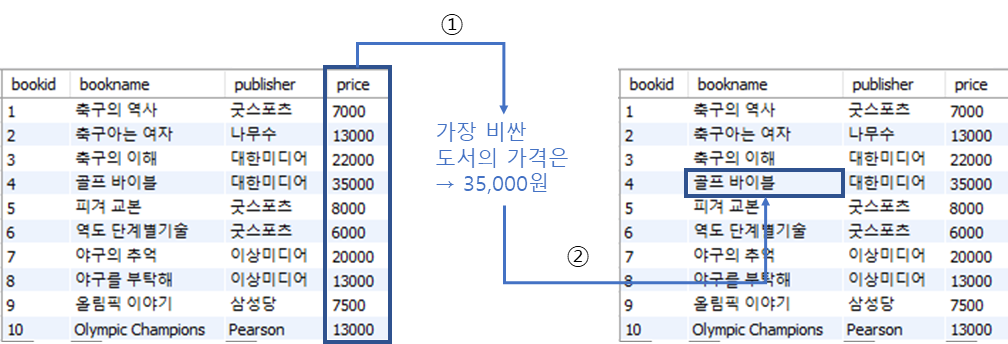 ①
bookid bookname publisher price
1 축구의 역사 굿스포츠 7000
2 축구아는 여자 나무수 13000
3 축구의 이해 대한미디어 22000
4 골프 바이블 대한미디어 35000
5 피겨 교본 굿스포츠 8000
6 역도 단계별기술 굿스포츠 6000
7 야구의 추억 이상미디어 20000
8 야구를 부탁해 이상미디어 13000
9 올림픽 이야기 삼성당 7500
10 Olympic Champions Pearson 13000
가장 비싼
도서의 가격은
→ 35,000원
②
bookid bookname publisher price
1 축구의 역사 굿스포츠 7000
2 축구아는 여자 나무수 13000
3 축구의 이해 대한미디어 22000
4 골프 바이블 대한미디어 35000
5 피겨 교본 굿스포츠 8000
6 역도 단계별기술 굿스포츠 6000
7 야구의 추억 이상미디어 20000
8 야구를 부탁해 이상미디어 13000
9 올림픽 이야기 삼성당 7500
10 Olympic Champions Pearson 13000